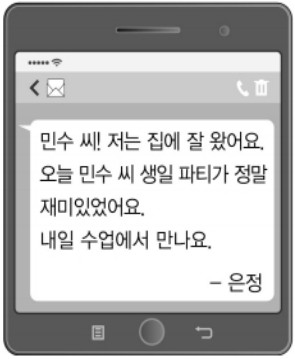 민수 씨! 저는 집에 잘 왔어요.
오늘 민수 씨 생일 파티가 정말
재미있었어요.
내일 수업에서 만나요.
– 은정